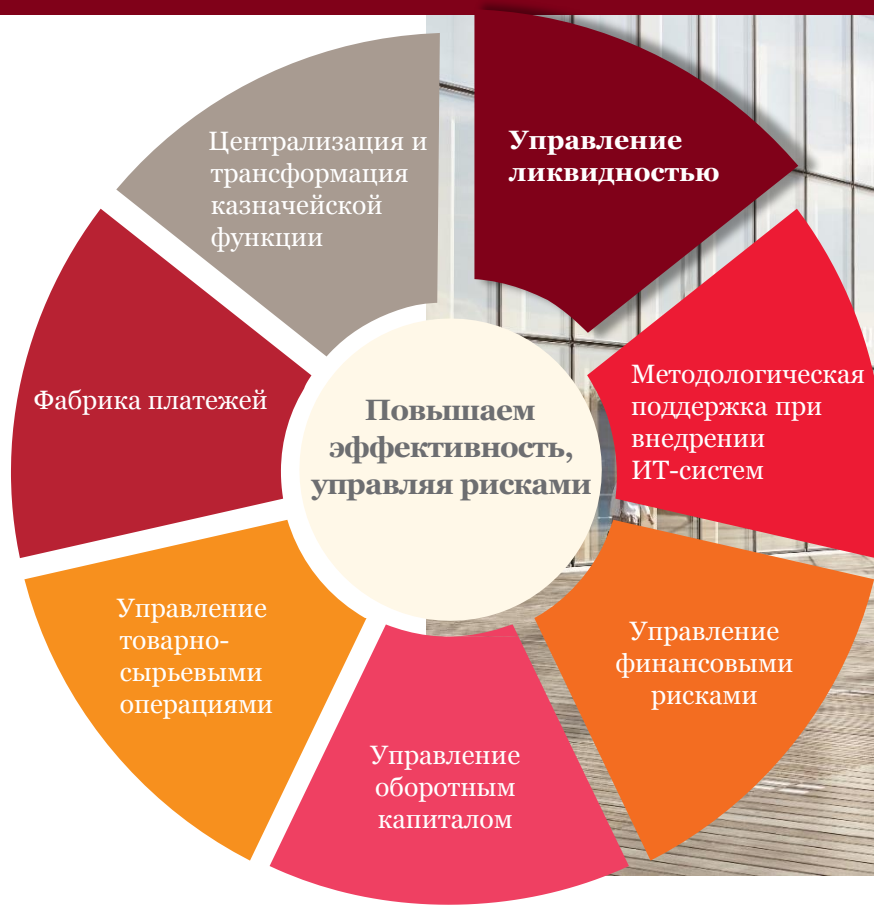 Централизация и
трансформация
казначейской
функции
Управление
ликвидностью
Фабрика платежей
Повышаем
эффективность,
управляя рисками
Методологическая
поддержка при
внедрении
ИТ-систем
Управление
товарно-
сырьевыми
операциями
Управление
финансовыми
рисками
Управление
оборотным
капиталом